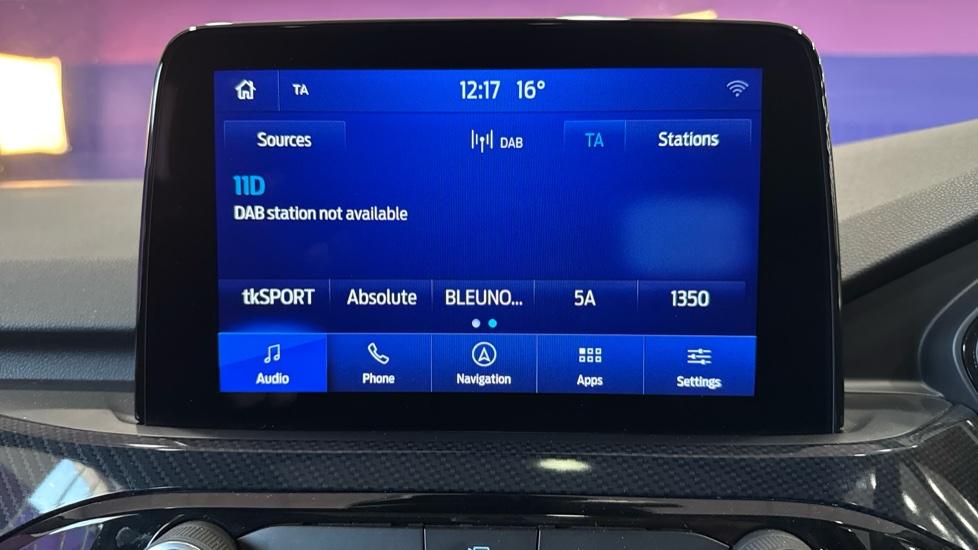 TA 12:17 16°
Sources DAB TA Stations
11D
DAB station not available
tkSPORT Absolute BLEUNO... 5A 1350
Audio Phone Navigation Apps Settings